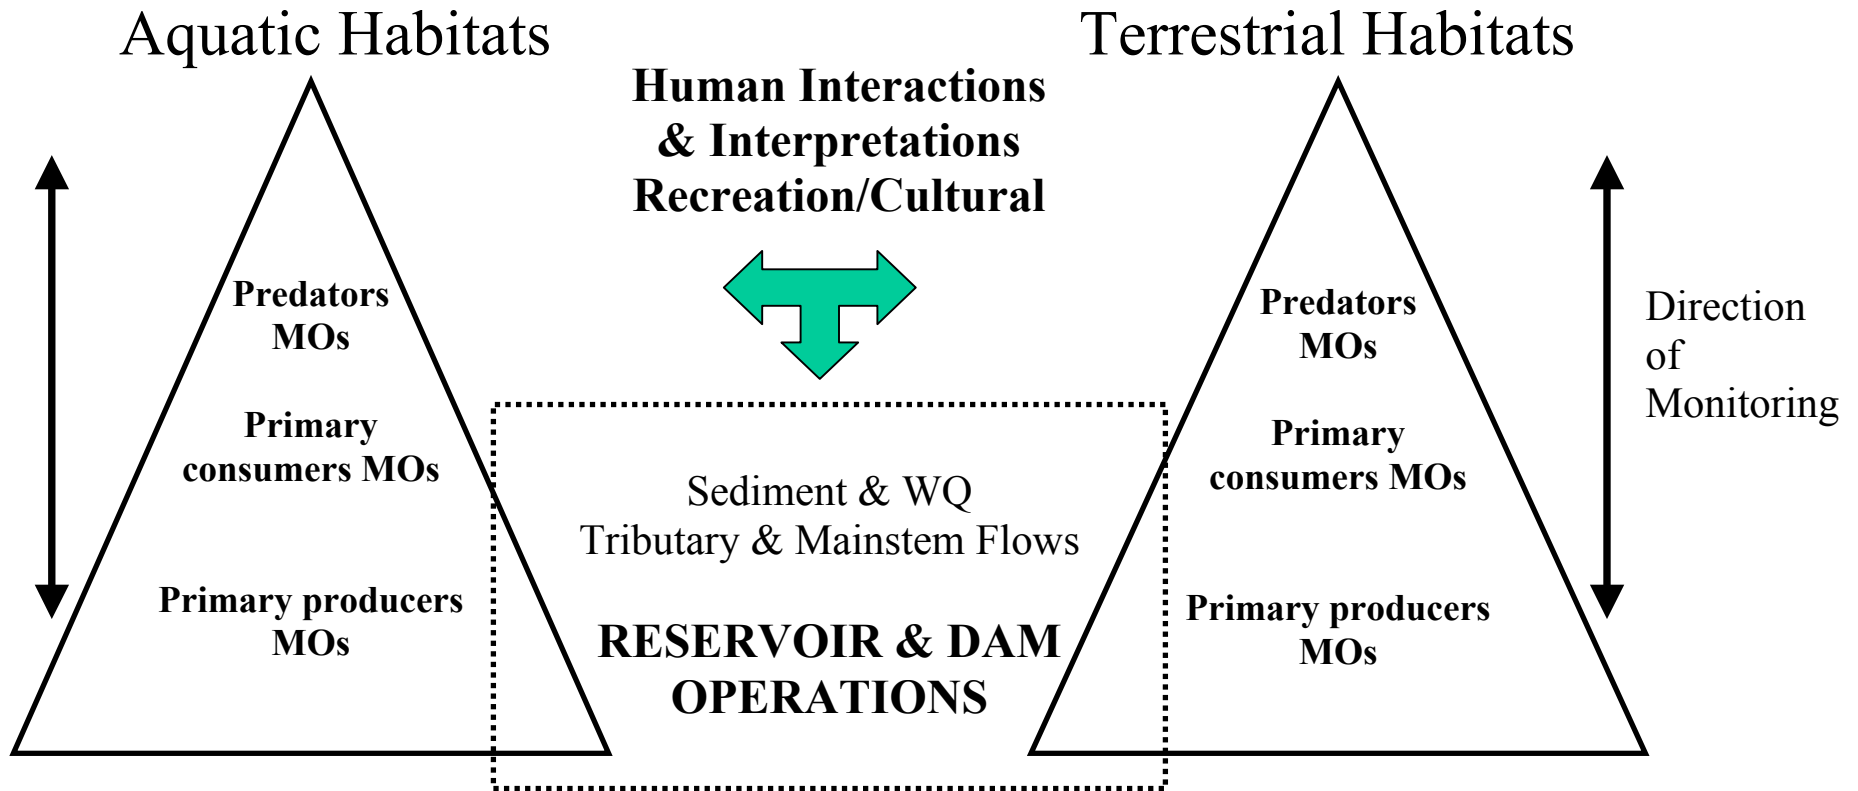 Aquatic Habitats
Terrestrial Habitats
Human Interactions
& Interpretations
Recreation/Cultural
Predators
MOs
Primary
consumers MOs
Primary producers
MOs
Sediment & WQ
Tributary & Mainstem Flows
RESERVOIR & DAM
OPERATIONS
Predators
MOs
Primary
consumers MOs
Primary producers
MOs
Direction
of
Monitoring